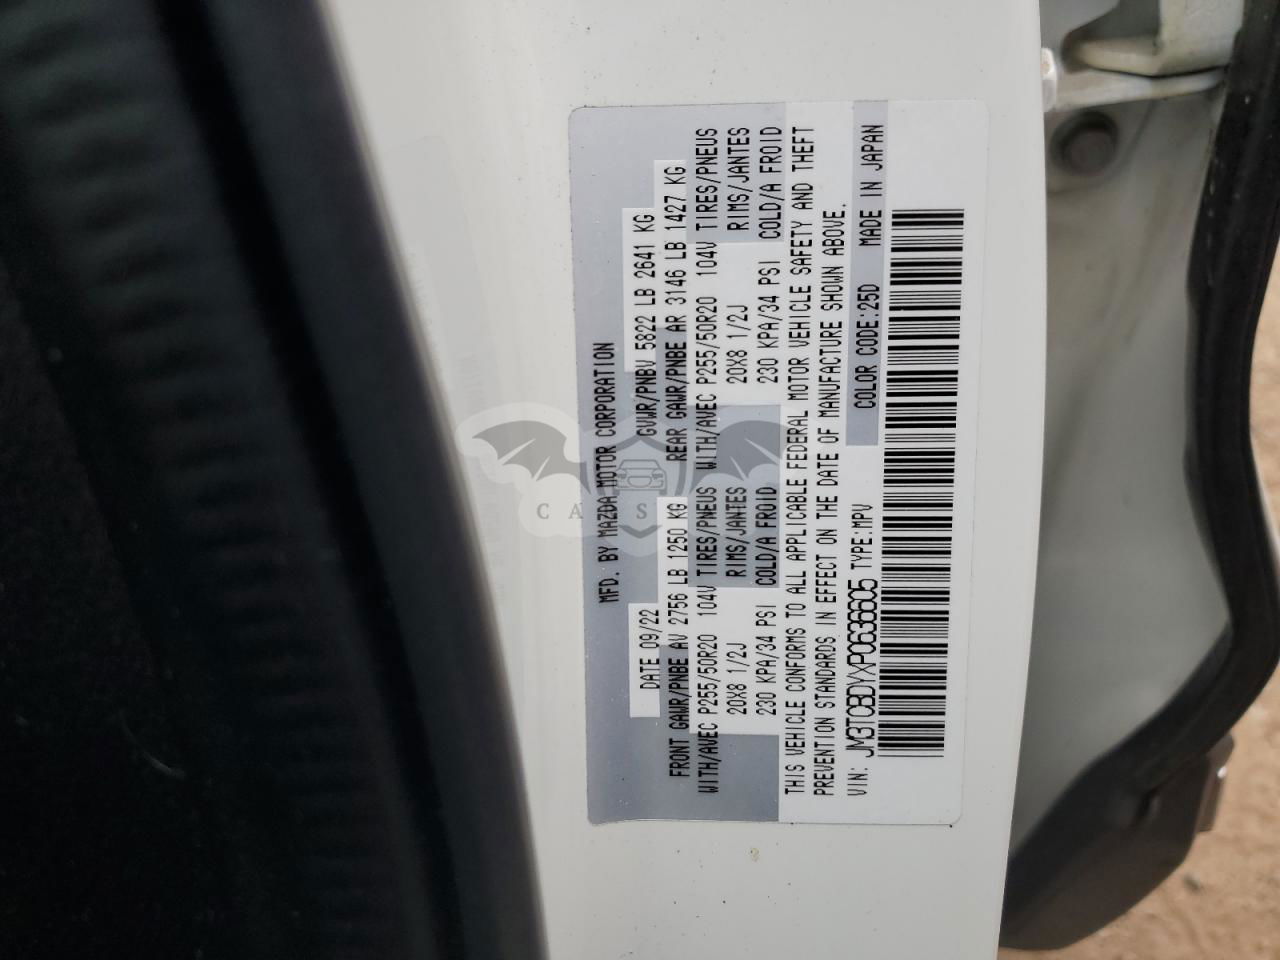 MFD. BY MAZDA MOTOR CORPORATION
DATE 09/22 GVWR/PNBV 5822 LB 2641 KG
FRONT GAWR/PNBE AV 2756 LB 1250 KG REAR GAWR/PNBE AR 3146 LB 1427 KG
WITH/AVEC P255/50R20 104V TIRES/PNEUS WITH/AVEC P255/50R20 104V TIRES/PNEUS
20X8 1/2J RIMS/JANTES 20X8 1/2J RIMS/JANTES
230 KPA/34 PSI COLD/A FROID 230 KPA/34 PSI COLD/A FROID
THIS VEHICLE CONFORMS TO ALL APPLICABLE FEDERAL MOTOR VEHICLE SAFETY AND THEFT
PREVENTION STANDARDS IN EFFECT ON THE DATE OF MANUFACTURE SHOWN ABOVE.
COLOR CODE:25D MADE IN JAPAN
VIN: JM3TCBDYXP0636605 TYPE:MPV